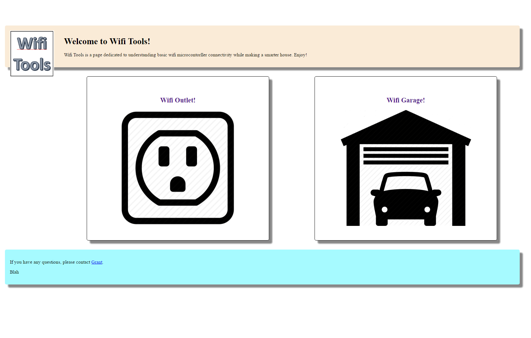 Wifi
Tools
Welcome to Wifi Tools!
Wifi Tools is a page dedicated to understanding basic wifi microcontroller connectivity while making a smarter house. Enjoy!
Wifi Outlet!
Wifi Garage!
If you have any questions, please contact Grant.
Blah